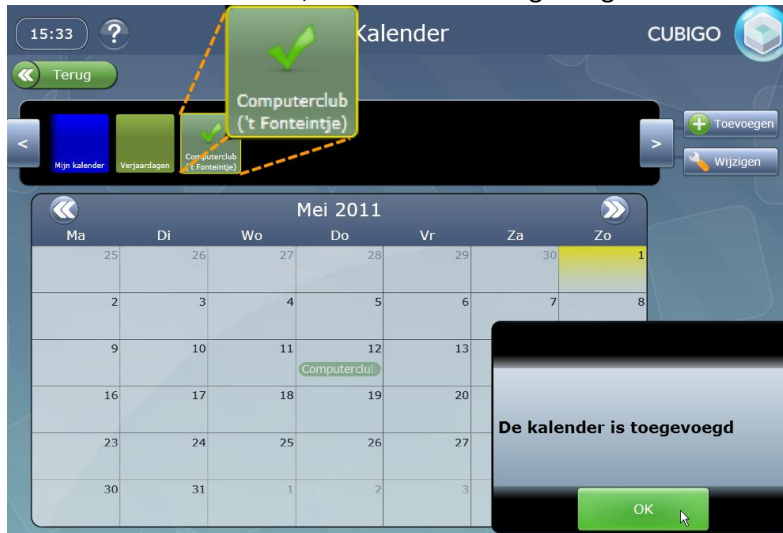 15:33
?
Kalender
CUBIGO
Terug
Computerclub
('t Fonteintje)
<
Mijn kalender
Verjaardagen
Computerclub
('t Fonteintje)
>
Toevoegen
Wijzigen
Mei 2011
Ma Di Wo Do Vr Za Zo
25 26 27 28 29 30 1
2 3 4 5 6 7 8
9 10 11 12 13
Computerclub
16 17 18 19 20
23 24 25 26 27
30 31 1 2 3
De kalender is toegevoegd
OK